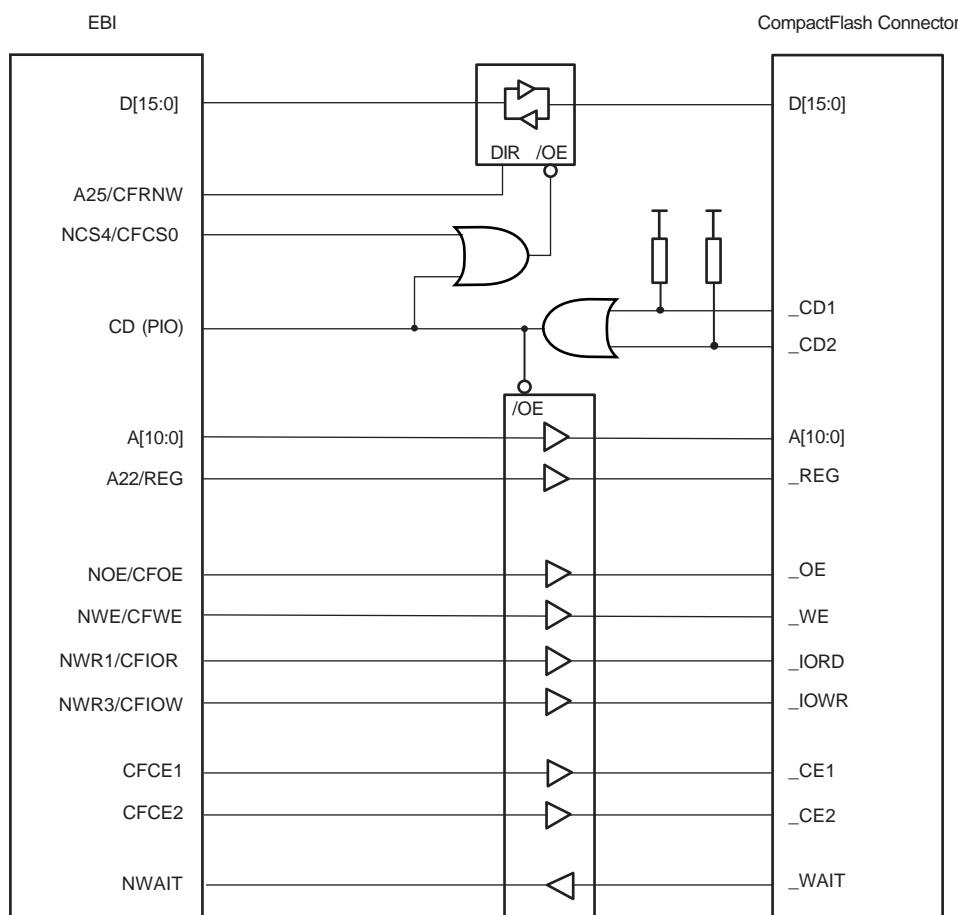 EBI
CompactFlash Connector
D[15:0]
D[15:0]
DIR /OE
A25/CFRNW
NCS4/CFCS0
_CD1
CD (PIO)
_CD2
/OE
A[10:0]
A[10:0]
A22/REG
_REG
NOE/CFOE
_OE
NWE/CFWE
_WE
NWR1/CFIOR
_IORD
NWR3/CFIOW
_IOWR
CFCE1
_CE1
CFCE2
_CE2
NWAIT
_WAIT